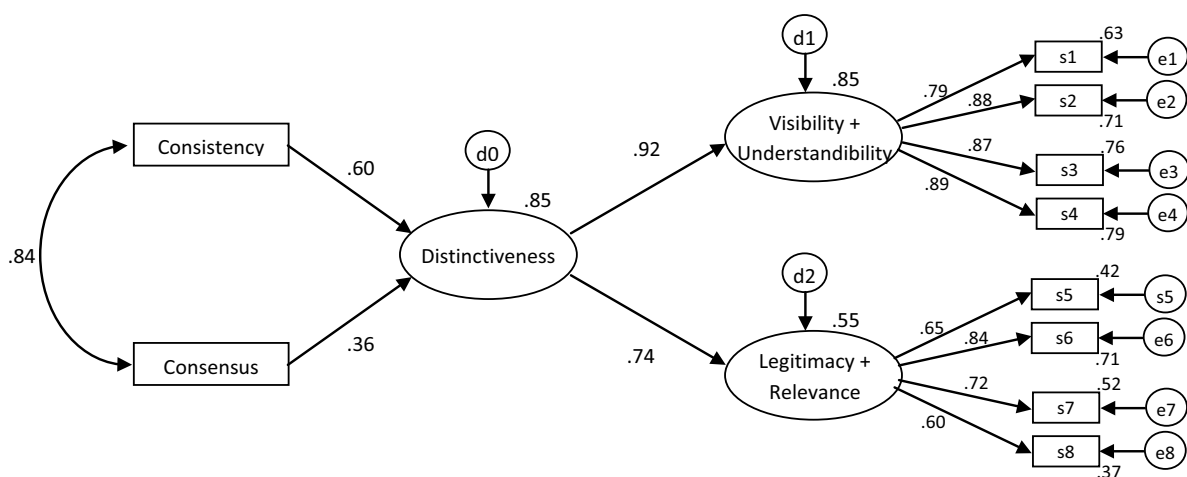 Consistency
.84
Consensus
.60
.36
d0
.85
Distinctiveness
.92
.74
d1
.85
Visibility +
Understandibility
d2
.55
Legitimacy +
Relevance
.79
.88
.87
.89
.65
.84
.72
.60
.63
s1
e1
s2
e2
.71
.76
s3
e3
s4
e4
.79
.42
s5
s5
s6
e6
.71
.52
s7
e7
s8
e8
.37